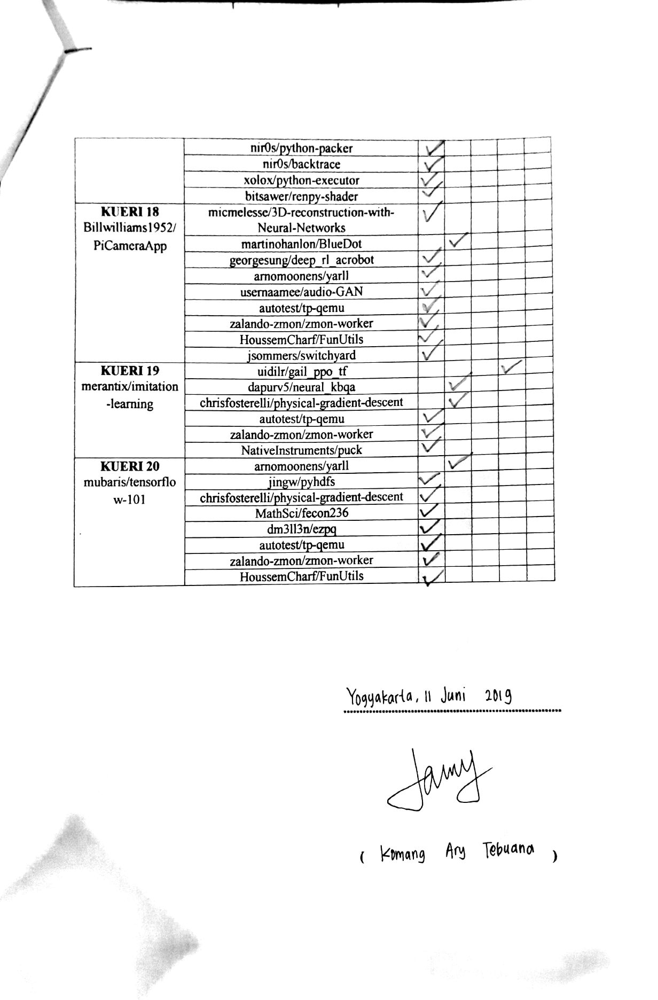 nir0s/python-packer ✓
nir0s/backtrace ✓
xolox/python-executor ✓
bitsawer/renpy-shader ✓
KUERI 18
Billwilliams1952/
PiCameraApp
micmelesse/3D-reconstruction-with-
Neural-Networks ✓
martinohanlon/BlueDot ✓
georgesung/deep_rl_acrobot ✓
arnomoonens/yarll ✓
usernaamee/audio-GAN ✓
autotest/tp-qemu ✓
zalando-zmon/zmon-worker ✓
HoussemCharf/FunUtils ✓
jsommers/switchyard ✓
KUERI 19
merantix/imitation
-learning
uidilr/gail_ppo_tf ✓
dapurv5/neural_kbqa ✓
chrisfosterelli/physical-gradient-descent ✓
autotest/tp-qemu ✓
zalando-zmon/zmon-worker ✓
NativeInstruments/puck ✓
KUERI 20
mubaris/tensorflo
w-101
arnomoonens/yarll ✓
jingw/pyhdfs ✓
chrisfosterelli/physical-gradient-descent ✓
MathSci/fecon236 ✓
dm3ll3n/ezpq ✓
autotest/tp-qemu ✓
zalando-zmon/zmon-worker ✓
HoussemCharf/FunUtils ✓
Yogyakarta, 11 Juni 2019
( Komang Ary Tebuana )